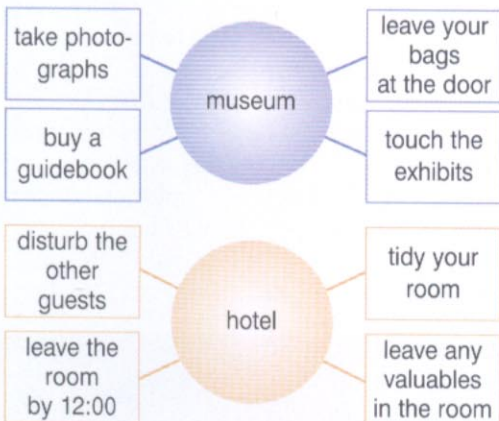 take photo-
graphs
museum
leave your
bags
at the door
buy a
guidebook
touch the
exhibits
disturb the
other
guests
hotel
tidy your
room
leave the
room
by 12:00
leave any
valuables
in the room